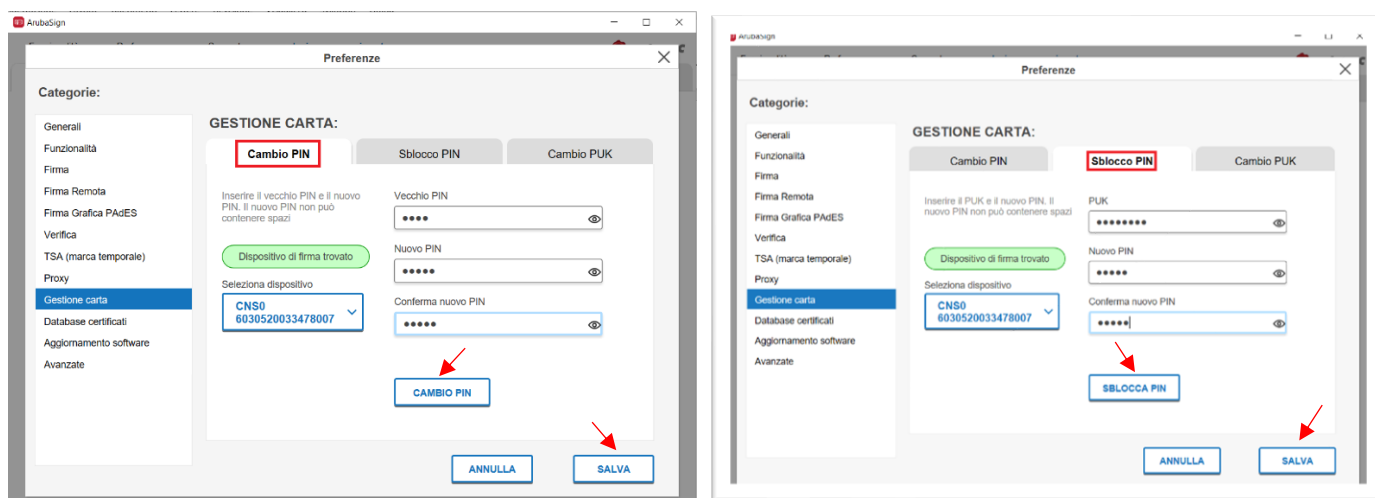 ArubaSign
Preferenze
Categorie:
Generali
Funzionalità
Firma
Firma Remota
Firma Grafica PAdES
Verifica
TSA (marca temporale)
Proxy
Gestione carta
Database certificati
Aggiornamento software
Avanzate
GESTIONE CARTA:
Cambio PIN
Sblocco PIN
Cambio PUK
Inserire il vecchio PIN e il nuovo
PIN. Il nuovo PIN non può
contenere spazi
Dispositivo di firma trovato
Seleziona dispositivo
CNS0
6030520033478007
Vecchio PIN
Nuovo PIN
Conferma nuovo PIN
CAMBIO PIN
ANNULLA
SALVA
ArubaSign
Preferenze
Categorie:
Generali
Funzionalità
Firma
Firma Remota
Firma Grafica PAdES
Verifica
TSA (marca temporale)
Proxy
Gestione carta
Database certificati
Aggiornamento software
Avanzate
GESTIONE CARTA:
Cambio PIN
Sblocco PIN
Cambio PUK
Inserire il PUK e il nuovo PIN. Il
nuovo PIN non può contenere spazi
Dispositivo di firma trovato
Seleziona dispositivo
CNS0
6030520033478007
PUK
Nuovo PIN
Conferma nuovo PIN
SBLOCCA PIN
ANNULLA
SALVA